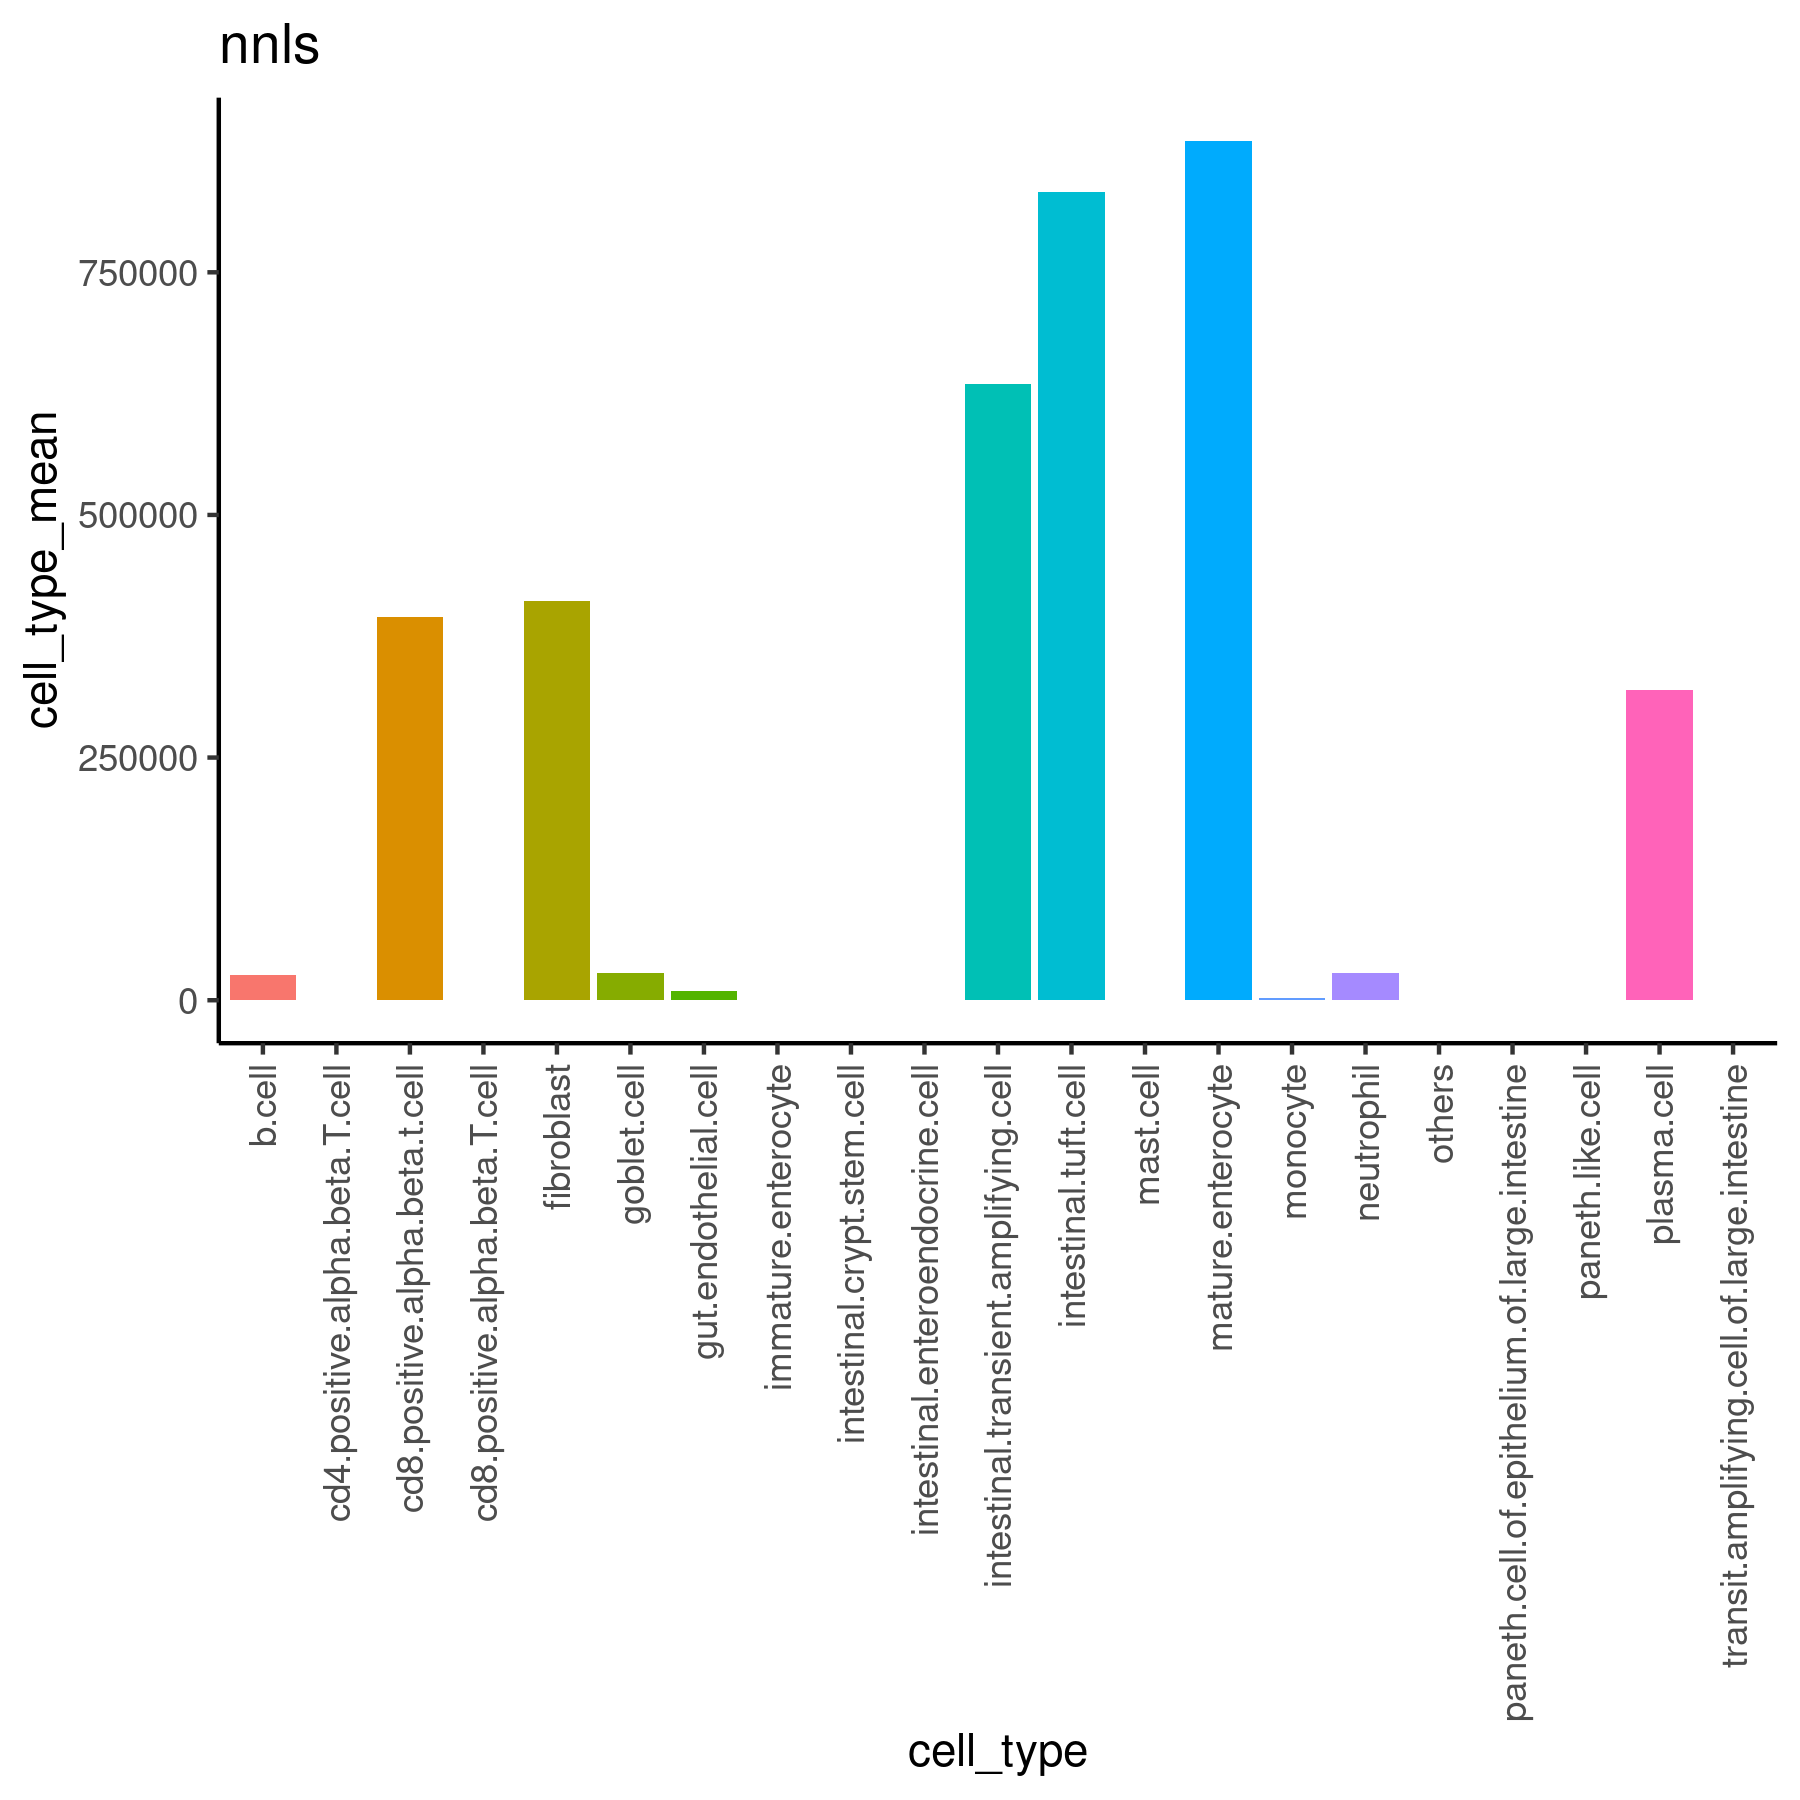 nnls
cell_type_mean
750000
500000
250000
0
b.cell
cd4.positive.alpha.beta.T.cell
cd8.positive.alpha.beta.t.cell
cd8.positive.alpha.beta.T.cell
fibroblast
goblet.cell
gut.endothelial.cell
immature.enterocyte
intestinal.crypt.stem.cell
intestinal.enteroendocrine.cell
intestinal.transient.amplifying.cell
intestinal.tuft.cell
mast.cell
mature.enterocyte
monocyte
neutrophil
others
paneth.cell.of.epithelium.of.large.intestine
paneth.like.cell
plasma.cell
transit.amplifying.cell.of.large.intestine
cell_type